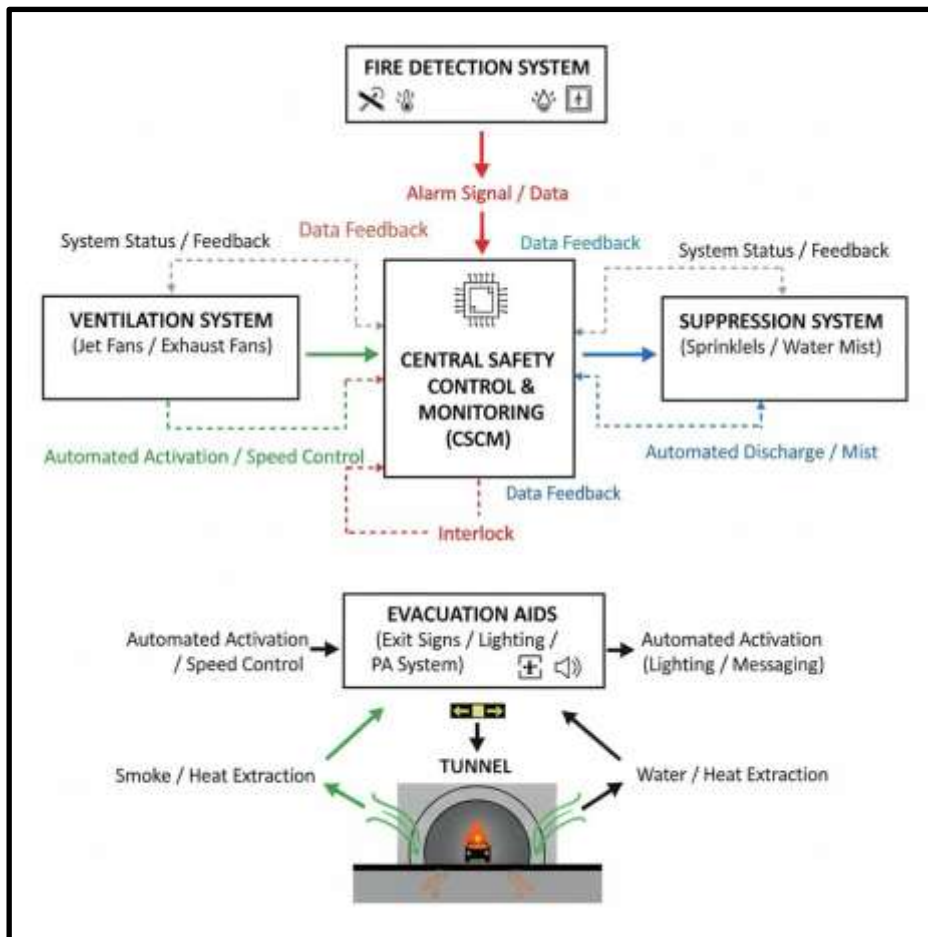 FIRE DETECTION SYSTEM
Alarm Signal / Data
Data Feedback
Data Feedback
System Status / Feedback
System Status / Feedback
VENTILATION SYSTEM
(Jet Fans / Exhaust Fans)
CENTRAL SAFETY
CONTROL &
MONITORING
(CSCM)
SUPPRESSION SYSTEM
(Sprinklels / Water Mist)
Automated Activation / Speed Control
Automated Discharge / Mist
Data Feedback
Interlock
EVACUATION AIDS
(Exit Signs / Lighting /
PA System)
Automated Activation
/ Speed Control
Automated Activation
(Lighting / Messaging)
TUNNEL
Smoke / Heat Extraction
Water / Heat Extraction